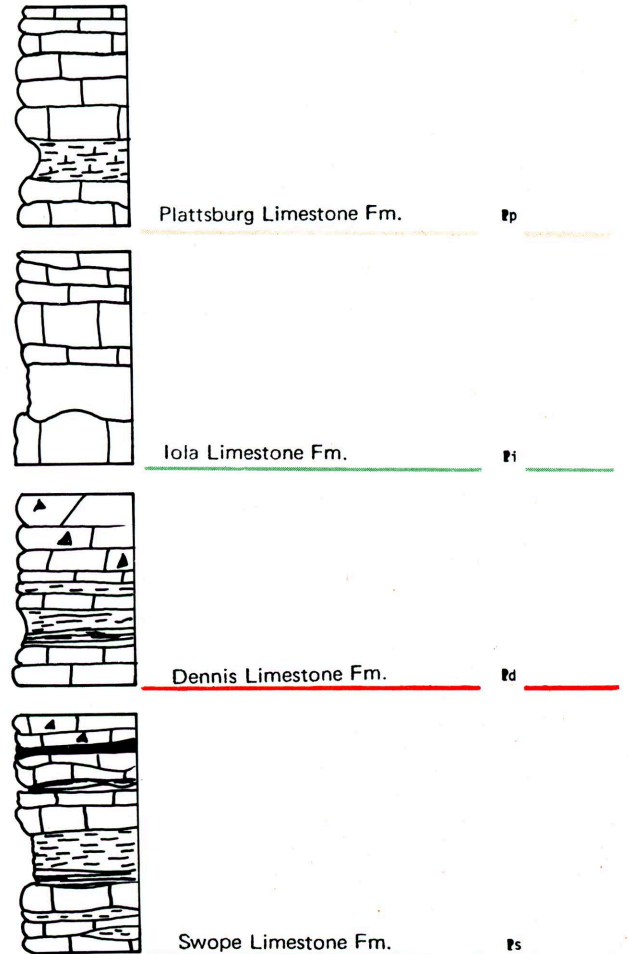 Plattsburg Limestone Fm. Pp
Iola Limestone Fm. Pi
Dennis Limestone Fm. Pd
Swope Limestone Fm. Ps